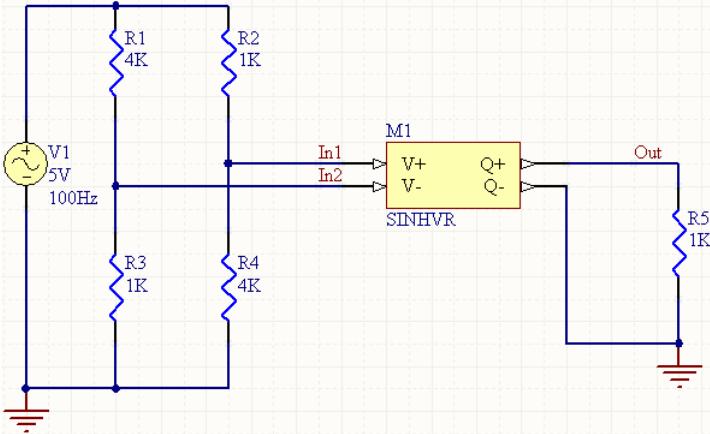 R1
4K
R2
1K
V1
5V
100Hz
In1
In2
M1
V+
Q+
V-
Q-
SINHVR
Out
R5
1K
R3
1K
R4
4K